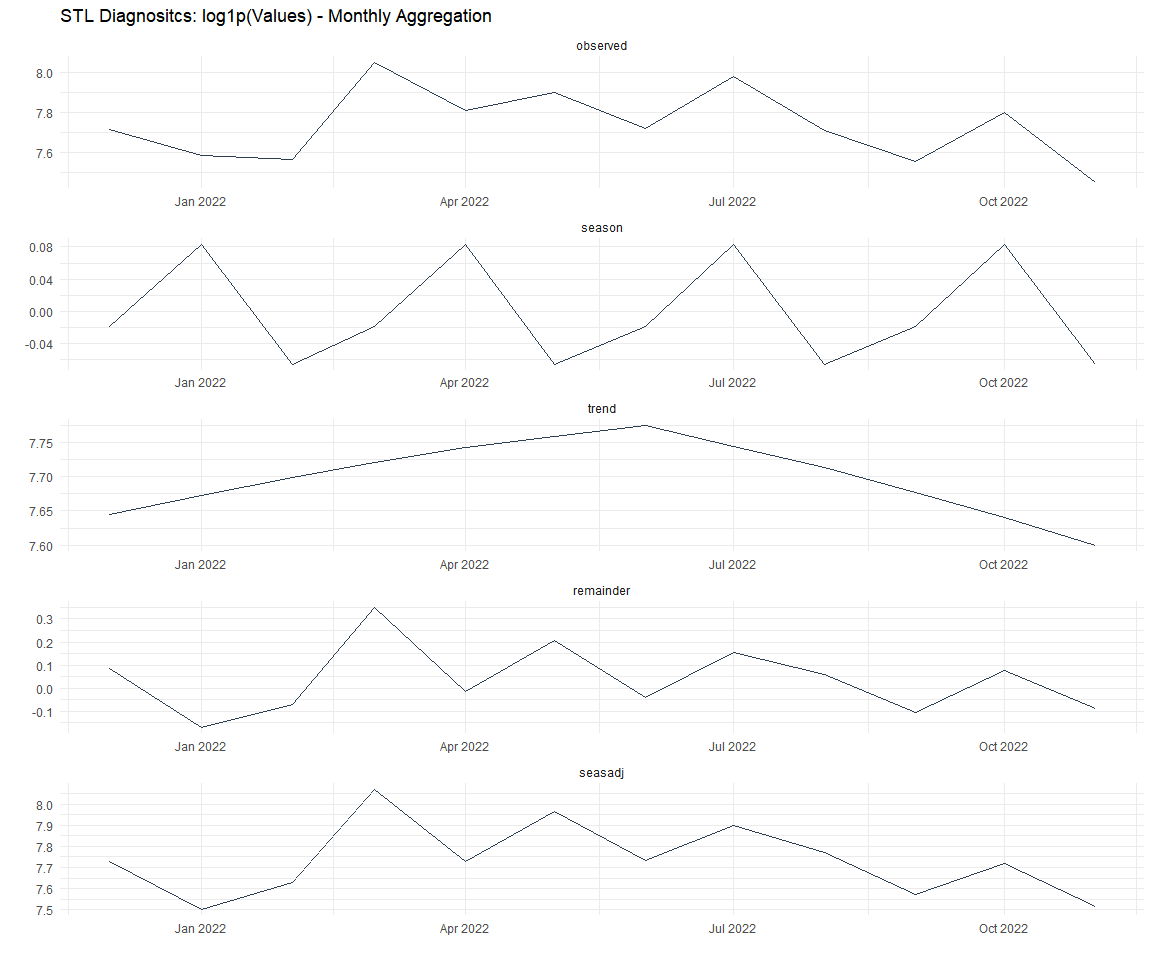 STL Diagnositcs: log1p(Values) - Monthly Aggregation
observed
8.0
7.8
7.6
Jan 2022 Apr 2022 Jul 2022 Oct 2022
season
0.08
0.04
0.00
-0.04
Jan 2022 Apr 2022 Jul 2022 Oct 2022
trend
7.75
7.70
7.65
7.60
Jan 2022 Apr 2022 Jul 2022 Oct 2022
remainder
0.3
0.2
0.1
0.0
-0.1
Jan 2022 Apr 2022 Jul 2022 Oct 2022
seasadj
8.0
7.9
7.8
7.7
7.6
7.5
Jan 2022 Apr 2022 Jul 2022 Oct 2022